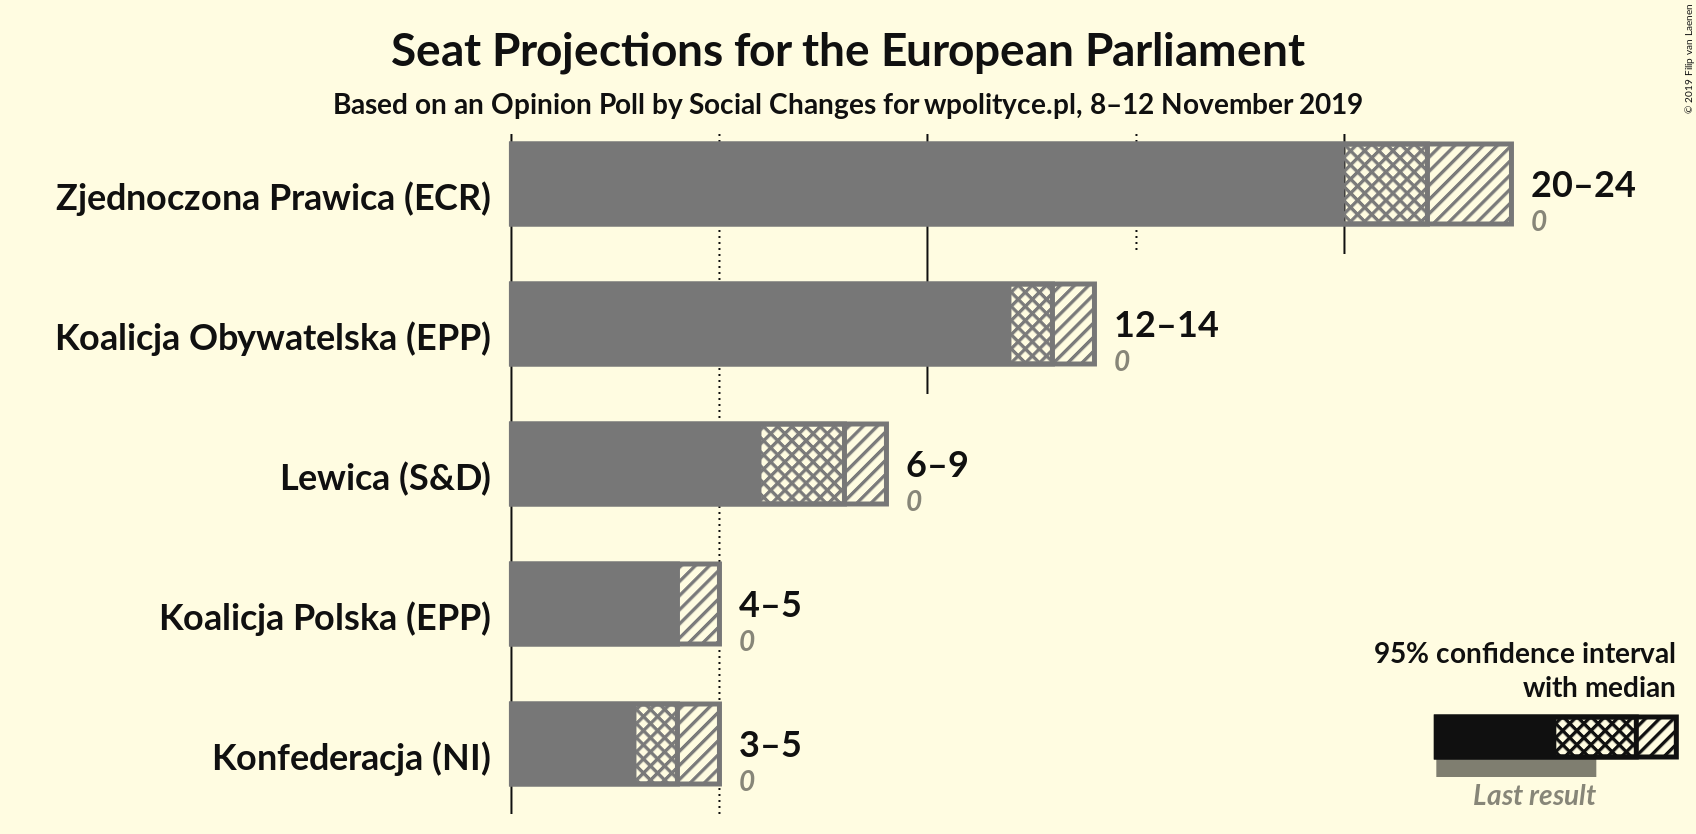 Seat Projections for the European Parliament
Based on an Opinion Poll by Social Changes for wpolityce.pl, 8–12 November 2019
© 2019 Filip van Laenen
Zjednoczona Prawica (ECR)
20–24
0
Koalicja Obywatelska (EPP)
12–14
0
Lewica (S&D)
6–9
0
Koalicja Polska (EPP)
4–5
0
Konfederacja (NI)
3–5
0
95% confidence interval
with median
Last result